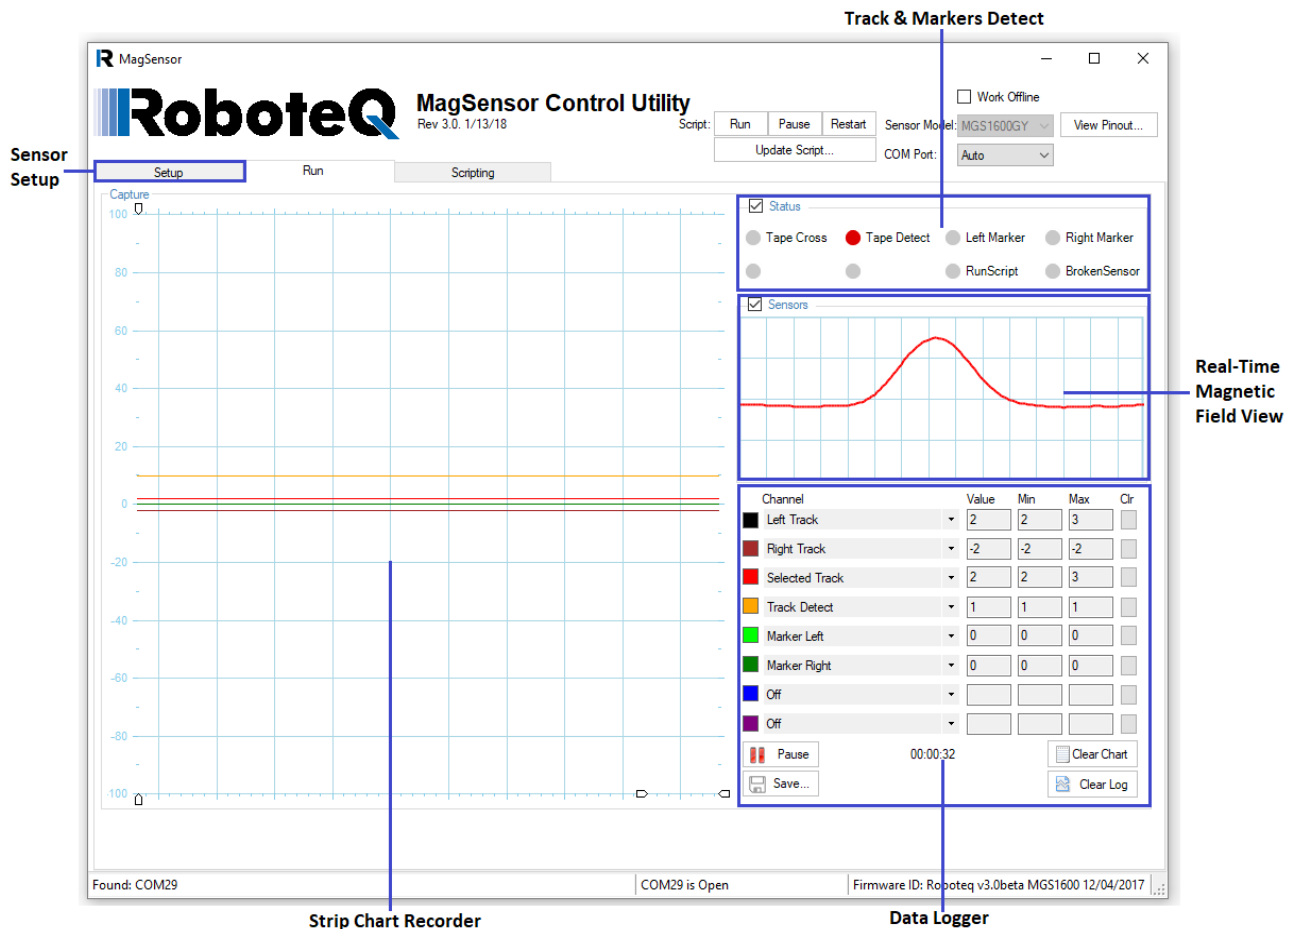 Track & Markers Detect
MagSensor
RoboteQ
MagSensor Control Utility
Rev 3.0. 1/13/18
Work Offline
Script: Run Pause Restart Sensor Model: MGS1600GY View Pinout...
Update Script... COM Port: Auto
Sensor
Setup
Setup Run Scripting
Capture
100
80
60
40
20
0
-20
-40
-60
-80
-100
Status
Tape Cross Tape Detect Left Marker Right Marker
RunScript BrokenSensor
Sensors
Real-Time
Magnetic
Field View
Channel Value Min Max Clr
Left Track 2 2 3
Right Track -2 -2 -2
Selected Track 2 2 3
Track Detect 1 1 1
Marker Left 0 0 0
Marker Right 0 0 0
Off
Off
Pause 00:00:32 Clear Chart
Save... Clear Log
Found: COM29 COM29 is Open Firmware ID: Roboteq v3.0beta MGS1600 12/04/2017
Strip Chart Recorder Data Logger